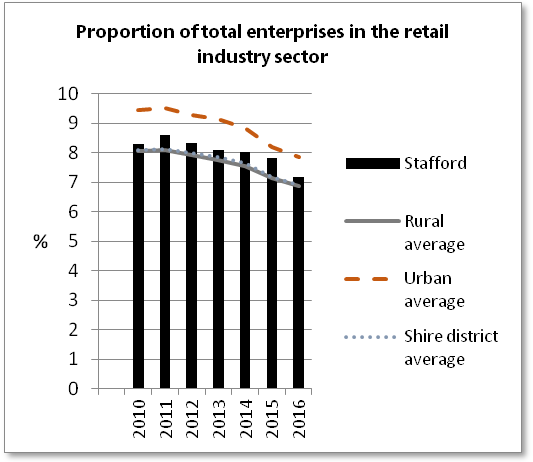 Proportion of total enterprises in the retail
industry sector
10
9
8
7
6
5
4
3
2
1
0
%
2010
2011
2012
2013
2014
2015
2016
Stafford
Rural
average
Urban
average
Shire district
average